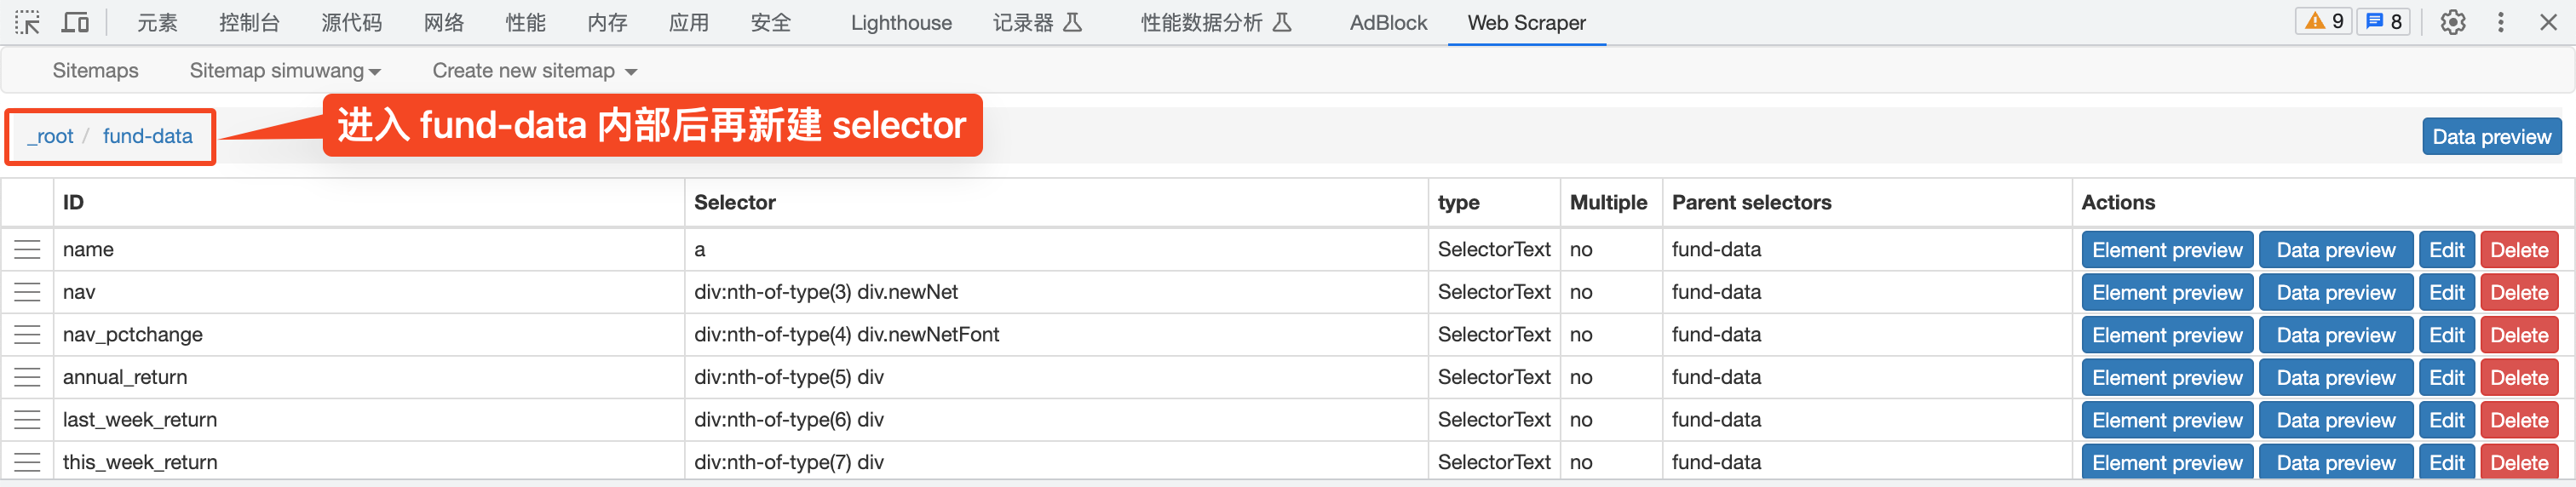 元素 控制台 源代码 网络 性能 内存 应用 安全 Lighthouse 记录器 性能数据分析 AdBlock Web Scraper 9 8
Sitemaps Sitemap simuwang Create new sitemap
_root / fund-data 进入 fund-data 内部后再新建 selector Data preview
ID Selector type Multiple Parent selectors Actions
name a SelectorText no fund-data Element preview Data preview Edit Delete
nav div:nth-of-type(3) div.newNet SelectorText no fund-data Element preview Data preview Edit Delete
nav_pctchange div:nth-of-type(4) div.newNetFont SelectorText no fund-data Element preview Data preview Edit Delete
annual_return div:nth-of-type(5) div SelectorText no fund-data Element preview Data preview Edit Delete
last_week_return div:nth-of-type(6) div SelectorText no fund-data Element preview Data preview Edit Delete
this_week_return div:nth-of-type(7) div SelectorText no fund-data Element preview Data preview Edit Delete